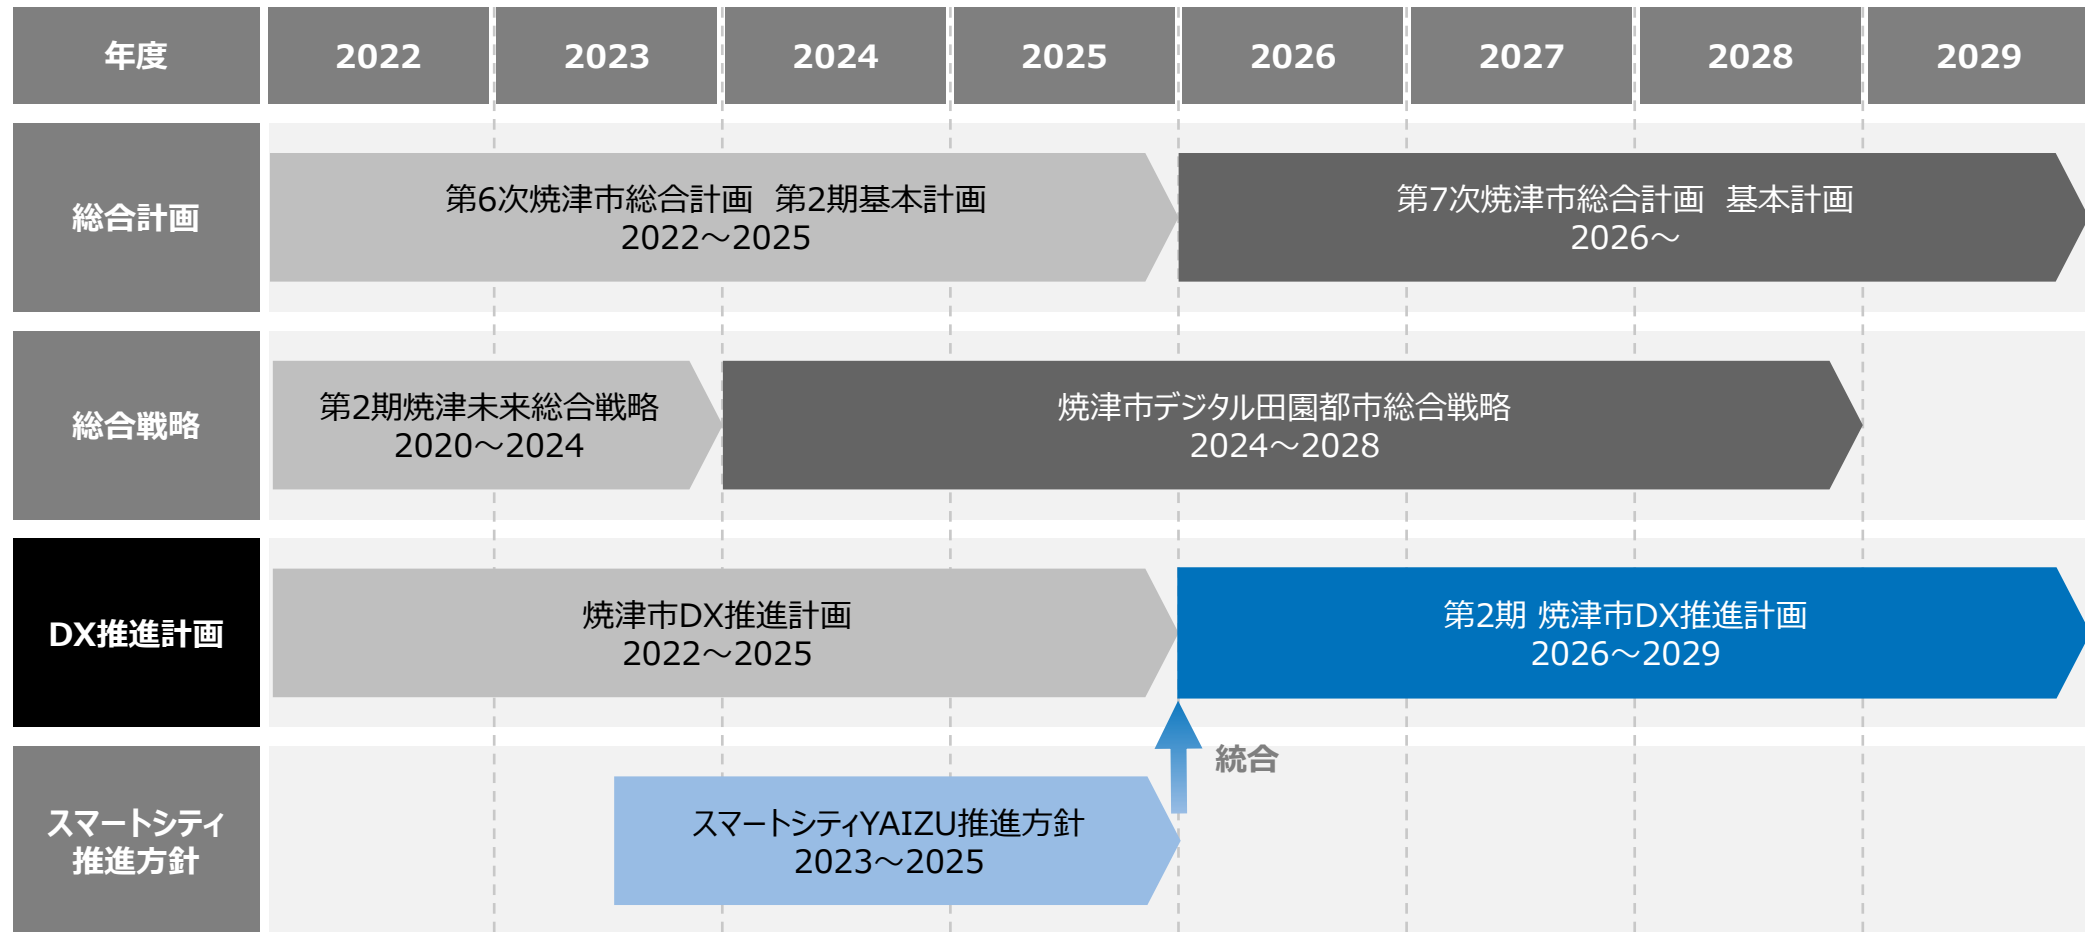 年度 2022 2023 2024 2025 2026 2027 2028 2029
総合計画
第6次焼津市総合計画　第2期基本計画
2022～2025
第7次焼津市総合計画　基本計画
2026～
総合戦略
第2期焼津未来総合戦略
2020～2024
焼津市デジタル田園都市総合戦略
2024～2028
DX推進計画
焼津市DX推進計画
2022～2025
第2期 焼津市DX推進計画
2026～2029
統合
スマートシティ
推進方針
スマートシティYAIZU推進方針
2023～2025